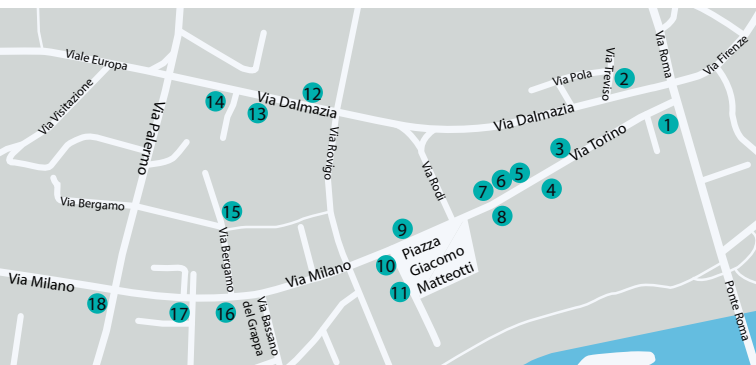 Viale Europa
Via Visitazione
Via Palermo
14
13
12
Via Dalmazia
Via Rovigo
Via Pola
Via Treviso
2
Via Roma
Via Firenze
Via Dalmazia
1
3
Via Torino
4
5
6
7
8
Via Rodi
Via Bergamo
15
Via Bergamo
9
Piazza
Giacomo
Matteotti
10
11
Via Milano
Via Milano
18
17
16
Via Bassano
del Grappa
Ponte Roma